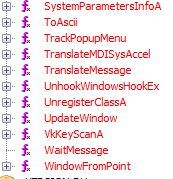 SystemParametersInfoA
ToAscii
TrackPopupMenu
TranslateMDISysAccel
TranslateMessage
UnhookWindowsHookEx
UnregisterClassA
UpdateWindow
VkKeyScanA
WaitMessage
WindowFromPoint